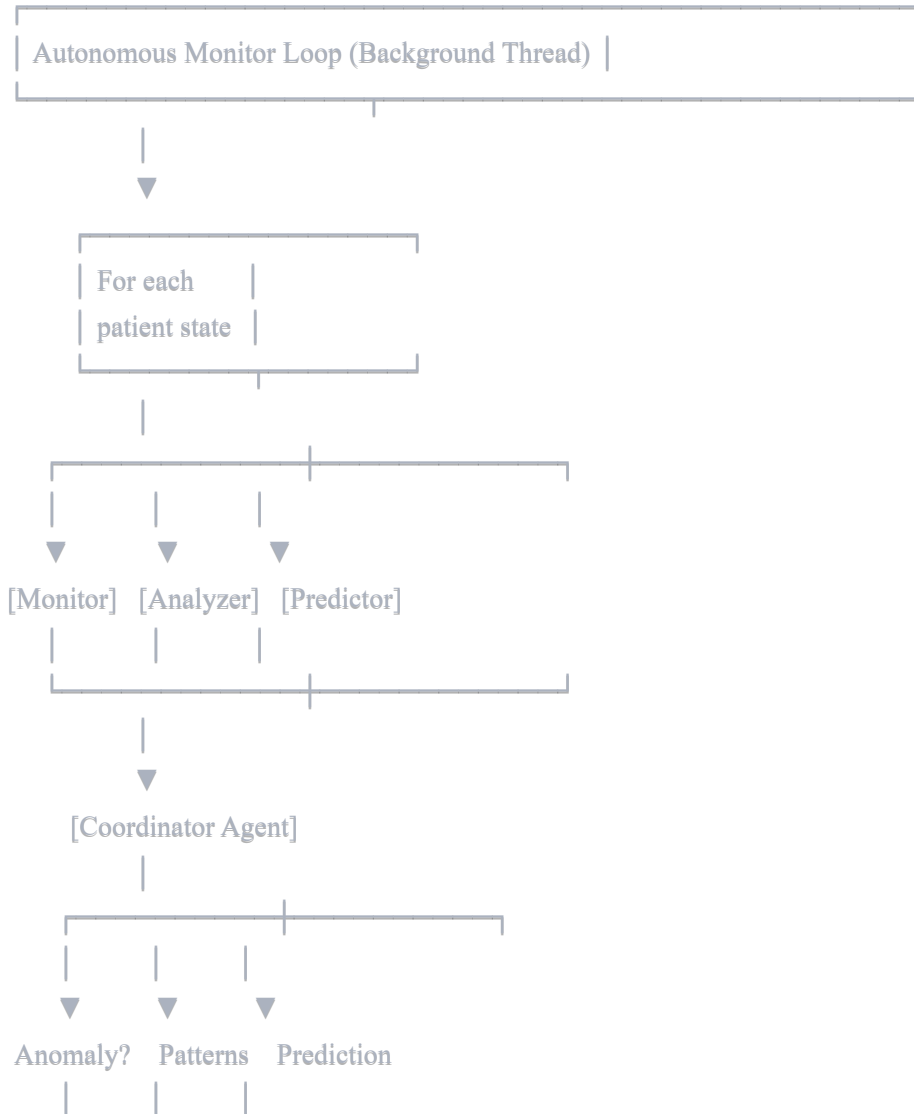 Autonomous Monitor Loop (Background Thread)
For each
patient state
[Monitor] [Analyzer] [Predictor]
[Coordinator Agent]
Anomaly? Patterns Prediction